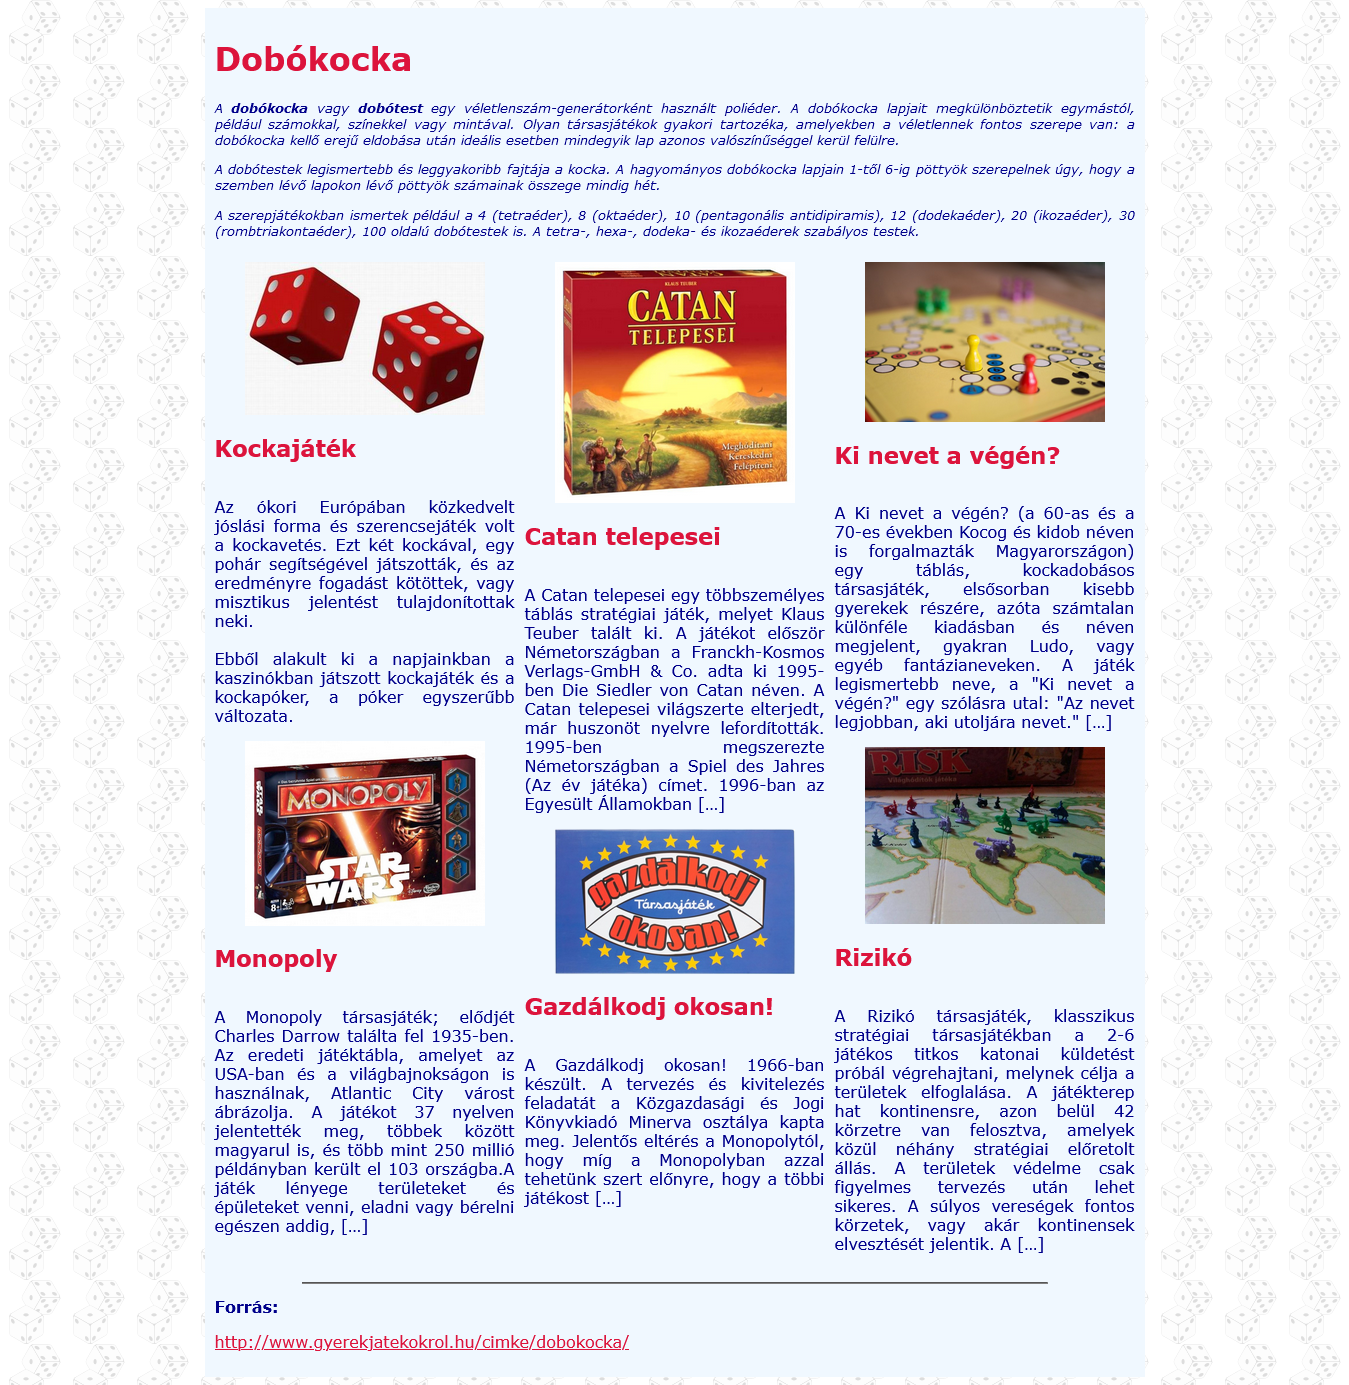 Dobókocka
A dobókocka vagy dobótest egy véletlenszám-generátorként használt poliéder. A dobókocka lapjait megkülönböztetik egymástól,
például számokkal, színekkel vagy mintával. Olyan társasjátékok gyakori tartozéka, amelyekben a véletlennek fontos szerepe van: a
dobókocka kellő erejű eldobása után ideális esetben mindegyik lap azonos valószínűséggel kerül felülre.
A dobótestek legismertebb és leggyakoribb fajtája a kocka. A hagyományos dobókocka lapjain 1-től 6-ig pöttyök szerepelnek úgy, hogy a
szemben lévő lapokon lévő pöttyök számainak összege mindig hét.
A szerepjátékokban ismertek például a 4 (tetraéder), 8 (oktaéder), 10 (pentagonális antidipiramis), 12 (dodekaéder), 20 (ikozaéder), 30
(rombtriakontaéder), 100 oldalú dobótestek is. A tetra-, hexa-, dodeka- és ikozaéderek szabályos testek.
Kockajáték
Az ókori Európában közkedvelt
jóslási forma és szerencsejáték volt
a kockavetés. Ezt két kockával, egy
pohár segítségével játszották, és az
eredményre fogadást kötöttek, vagy
misztikus jelentést tulajdonítottak
neki.
Ebből alakult ki a napjainkban a
kaszinókban játszott kockajáték és a
kockapóker, a póker egyszerűbb
változata.
MONOPOLY
STAR
WARS
8+
Monopoly
A Monopoly társasjáték; elődjét
Charles Darrow találta fel 1935-ben.
Az eredeti játéktábla, amelyet az
USA-ban és a világbajnokságon is
használnak, Atlantic City várost
ábrázolja. A játékot 37 nyelven
jelentették meg, többek között
magyarul is, és több mint 250 millió
példányban került el 103 országba.A
játék lényege területeket és
épületeket venni, eladni vagy bérelni
egészen addig, […]
KLAUS TEUBER
CATAN
TELEPESEI
Meghódítani
Kereskedni
Felépíteni
Catan telepesei
A Catan telepesei egy többszemélyes
táblás stratégiai játék, melyet Klaus
Teuber talált ki. A játékot először
Németországban a Franckh-Kosmos
Verlags-GmbH & Co. adta ki 1995-
ben Die Siedler von Catan néven. A
Catan telepesei világszerte elterjedt,
már huszonöt nyelvre lefordították.
1995-ben megszerezte
Németországban a Spiel des Jahres
(Az év játéka) címet. 1996-ban az
Egyesült Államokban […]
gazdálkodj
Társasjáték
okosan!
Gazdálkodj okosan!
A Gazdálkodj okosan! 1966-ban
készült. A tervezés és kivitelezés
feladatát a Közgazdasági és Jogi
Könyvkiadó Minerva osztálya kapta
meg. Jelentős eltérés a Monopolytól,
hogy míg a Monopolyban azzal
tehetünk szert előnyre, hogy a többi
játékost […]
Ki nevet a végén?
A Ki nevet a végén? (a 60-as és a
70-es években Kocog és kidob néven
is forgalmazták Magyarországon)
egy táblás, kockadobásos
társasjáték, elsősorban kisebb
gyerekek részére, azóta számtalan
különféle kiadásban és néven
megjelent, gyakran Ludo, vagy
egyéb fantázianeveken. A játék
legismertebb neve, a "Ki nevet a
végén?" egy szólásra utal: "Az nevet
legjobban, aki utoljára nevet." […]
RISK
Világhódítók játéka
Rizikó
A Rizikó társasjáték, klasszikus
stratégiai társasjátékban a 2-6
játékos titkos katonai küldetést
próbál végrehajtani, melynek célja a
területek elfoglalása. A játékterep
hat kontinensre, azon belül 42
körzetre van felosztva, amelyek
közül néhány stratégiai előretolt
állás. A területek védelme csak
figyelmes tervezés után lehet
sikeres. A súlyos vereségek fontos
körzetek, vagy akár kontinensek
elvesztését jelentik. A […]
Forrás:
http://www.gyerekjatekokrol.hu/cimke/dobokocka/